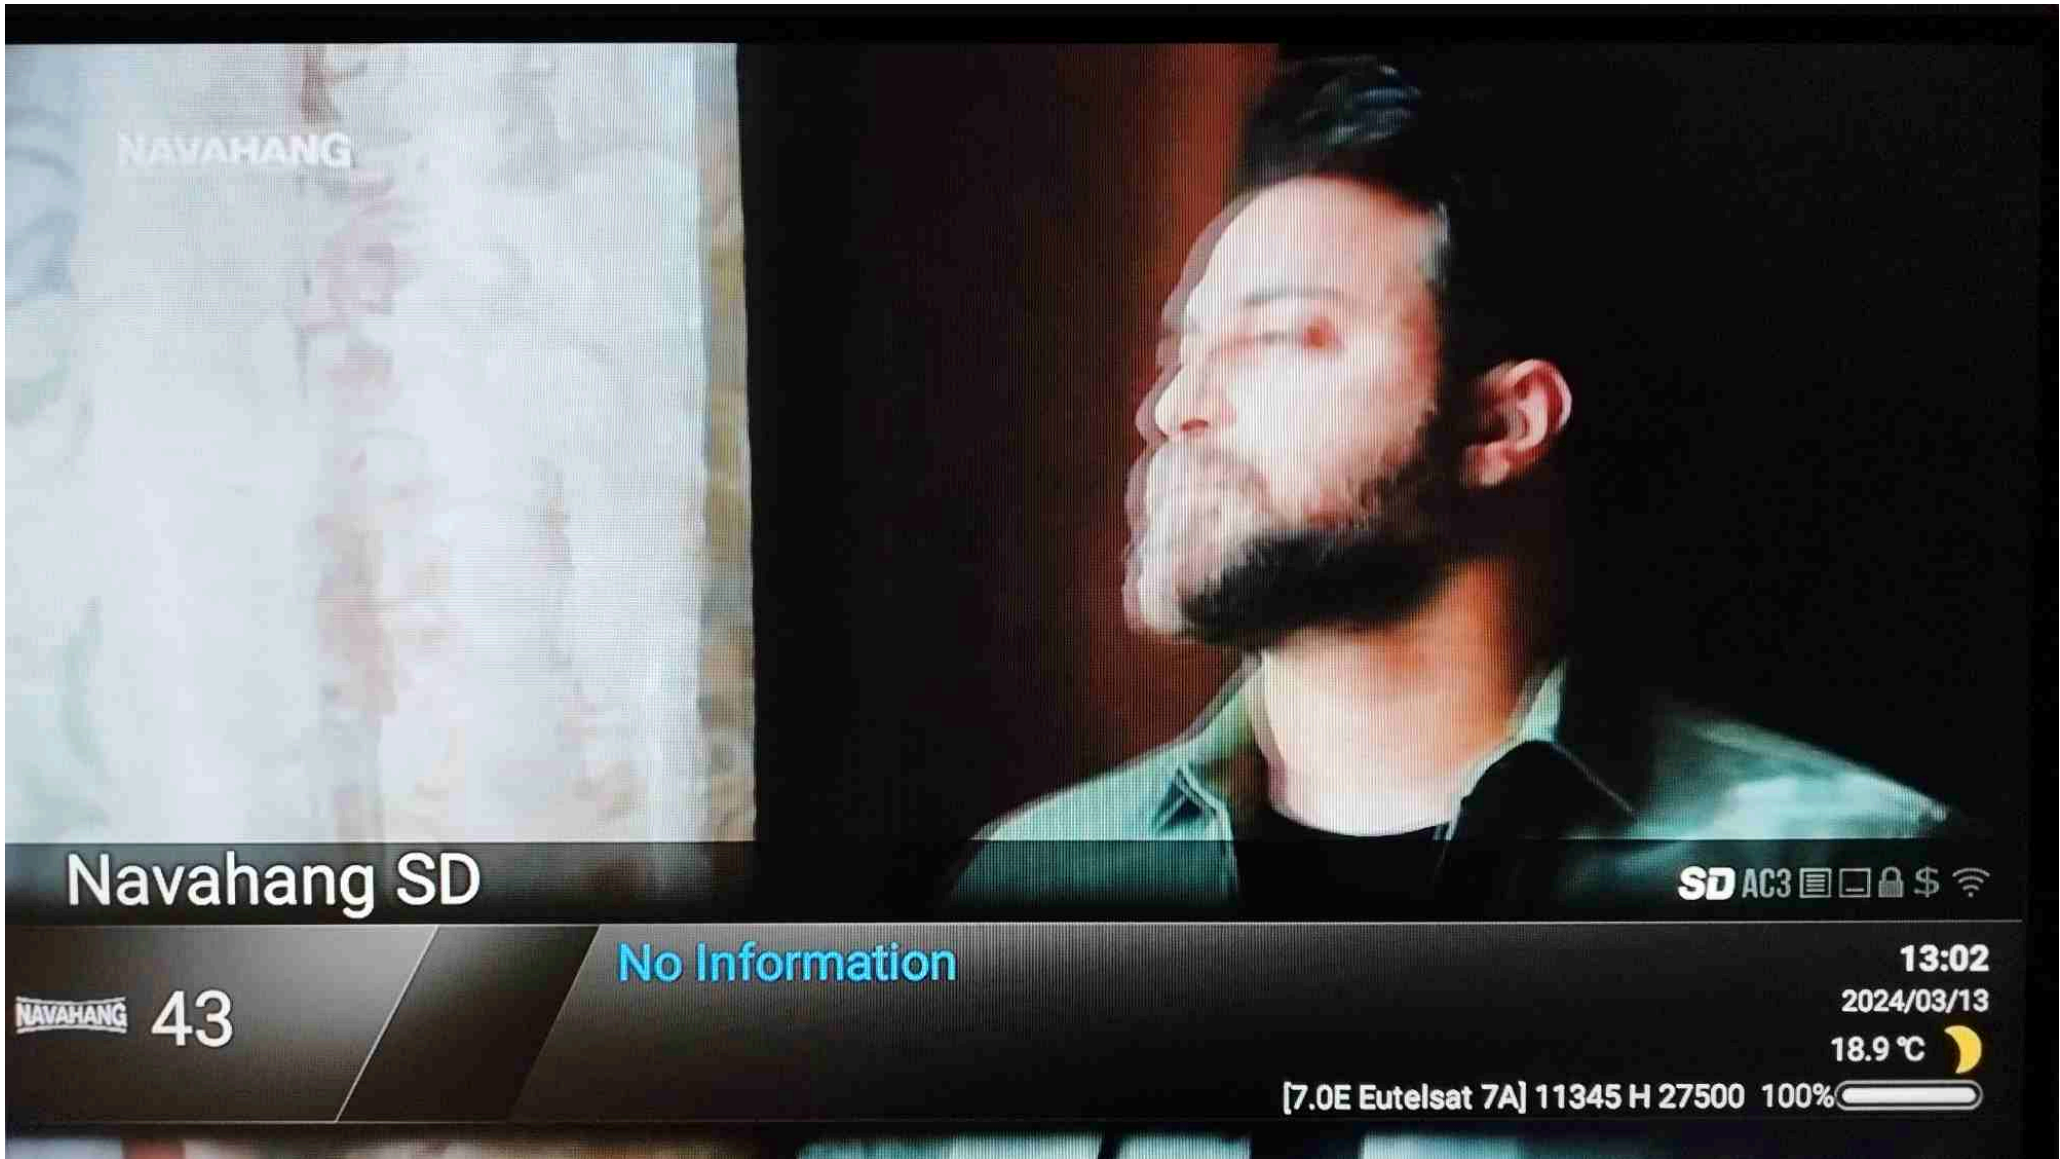 NAVAHANG
Navahang SD
SD AC3 $
No Information
NAVAHANG 43
13:02
2024/03/13
18.9 °C
[7.0E Eutelsat 7A] 11345 H 27500 100%